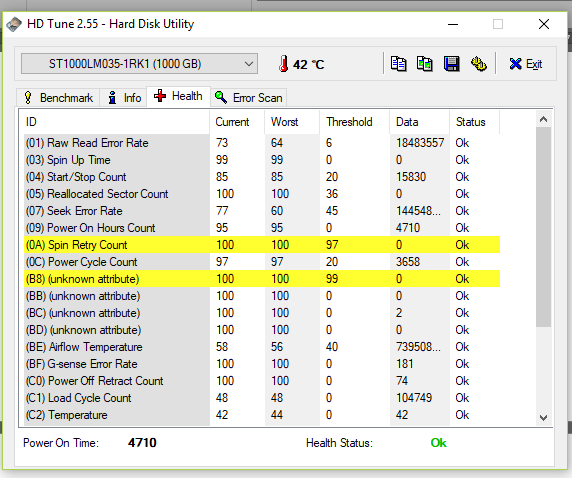 HD Tune 2.55 - Hard Disk Utility
ST1000LM035-1RK1 (1000 GB) 42 °C Exit
Benchmark Info Health Error Scan
ID Current Worst Threshold Data Status
(01) Raw Read Error Rate 73 64 6 18483557 Ok
(03) Spin Up Time 99 99 0 0 Ok
(04) Start/Stop Count 85 85 20 15830 Ok
(05) Reallocated Sector Count 100 100 36 0 Ok
(07) Seek Error Rate 77 60 45 144548... Ok
(09) Power On Hours Count 95 95 0 4710 Ok
(0A) Spin Retry Count 100 100 97 0 Ok
(0C) Power Cycle Count 97 97 20 3658 Ok
(B8) (unknown attribute) 100 100 99 0 Ok
(BB) (unknown attribute) 100 100 0 0 Ok
(BC) (unknown attribute) 100 100 0 2 Ok
(BD) (unknown attribute) 100 100 0 0 Ok
(BE) Airflow Temperature 58 56 40 739508... Ok
(BF) G-sense Error Rate 100 100 0 181 Ok
(C0) Power Off Retract Count 100 100 0 74 Ok
(C1) Load Cycle Count 48 48 0 104749 Ok
(C2) Temperature 42 44 0 42 Ok
Power On Time: 4710 Health Status: Ok